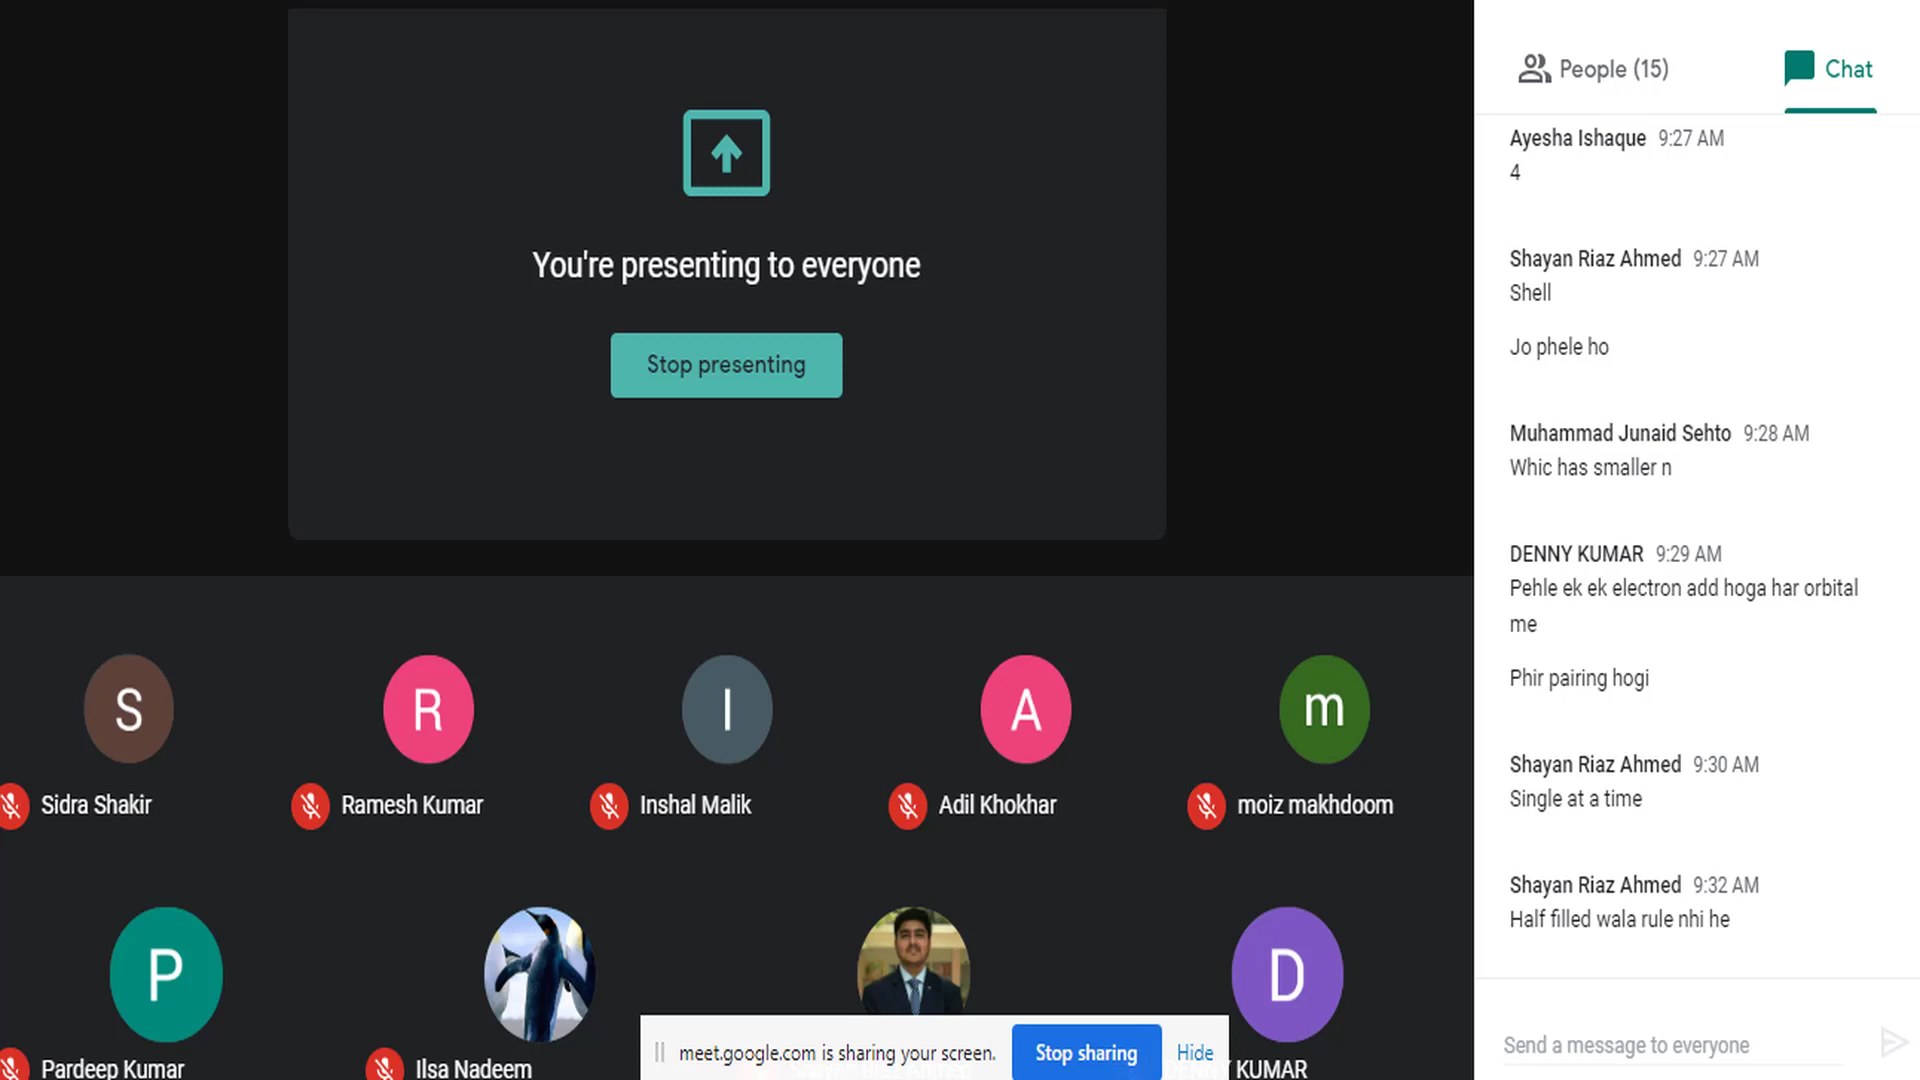 You're presenting to everyone
Stop presenting
S
R
I
A
m
Sidra Shakir
Ramesh Kumar
Inshal Malik
Adil Khokhar
moiz makhdoom
P
D
Pardeep Kumar
Ilsa Nadeem
KUMAR
meet.google.com is sharing your screen.
Stop sharing
Hide
People (15)
Chat
Ayesha Ishaque 9:27 AM
4
Shayan Riaz Ahmed 9:27 AM
Shell
Jo phele ho
Muhammad Junaid Sehto 9:28 AM
Whic has smaller n
DENNY KUMAR 9:29 AM
Pehle ek ek electron add hoga har orbital
me
Phir pairing hogi
Shayan Riaz Ahmed 9:30 AM
Single at a time
Shayan Riaz Ahmed 9:32 AM
Half filled wala rule nhi he
Send a message to everyone